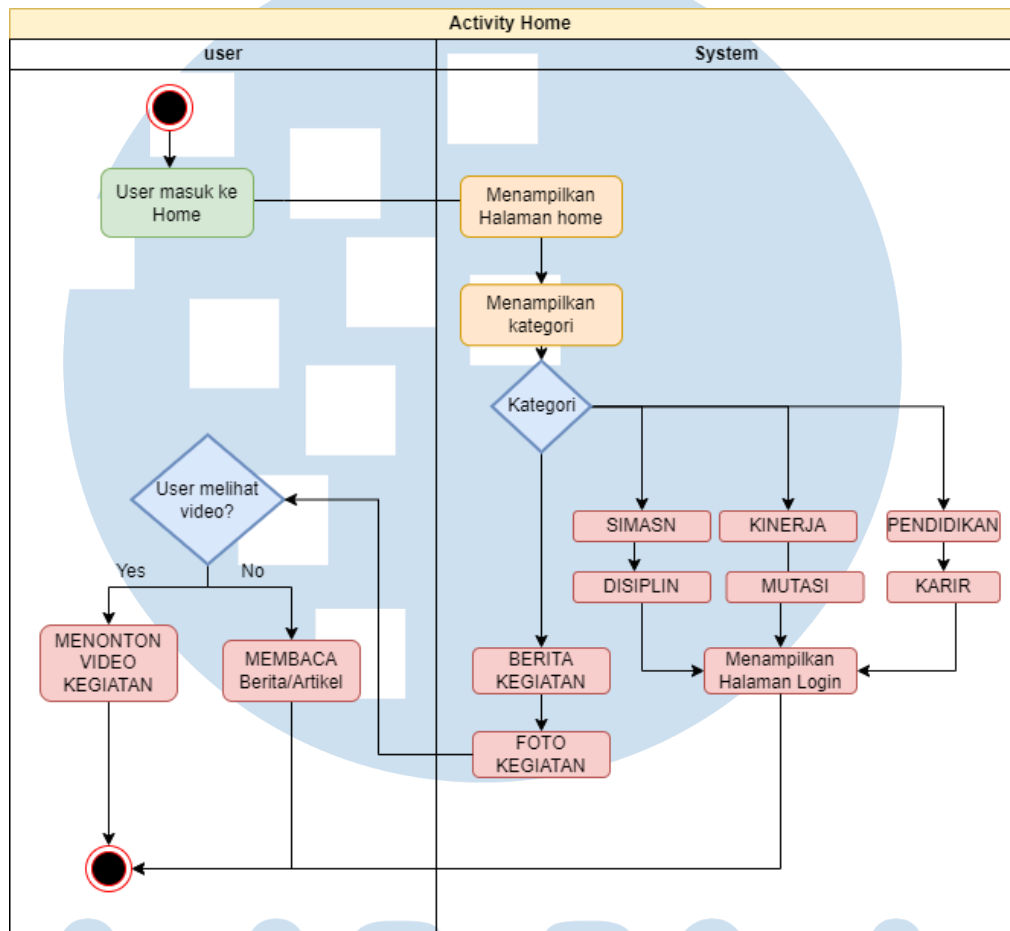 Activity Home
user
System
User masuk ke
Home
Menampilkan
Halaman home
Menampilkan
kategori
Kategori
User melihat
video?
SIMASN
KINERJA
PENDIDIKAN
Yes
No
DISIPLIN
MUTASI
KARIR
MENONTON
VIDEO
KEGIATAN
MEMBACA
Berita/Artikel
BERITA
KEGIATAN
Menampilkan
Halaman Login
FOTO
KEGIATAN